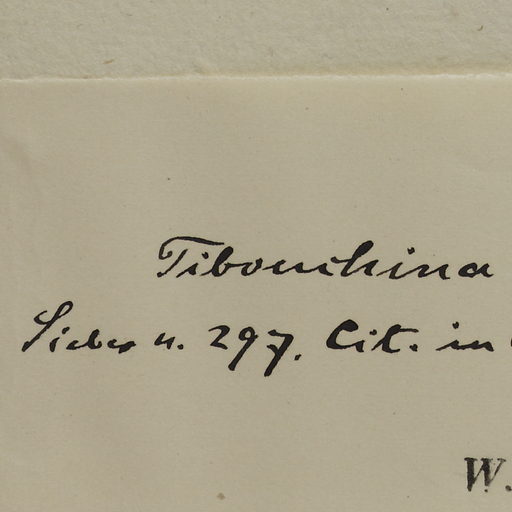 Tibouchina
Sieber n. 297. Cit. in
W.